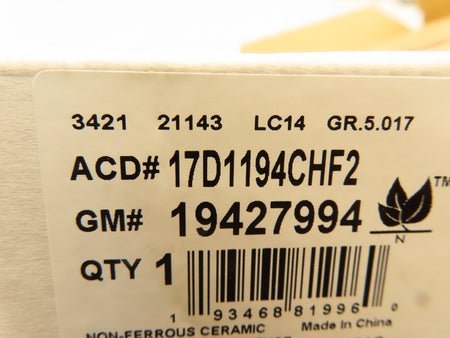 3421 21143 LC14 GR.5.017
ACD# 17D1194CHF2
GM# 19427994 TM
N
QTY 1
1 93468 81996 0
NON-FERROUS CERAMIC Made In China